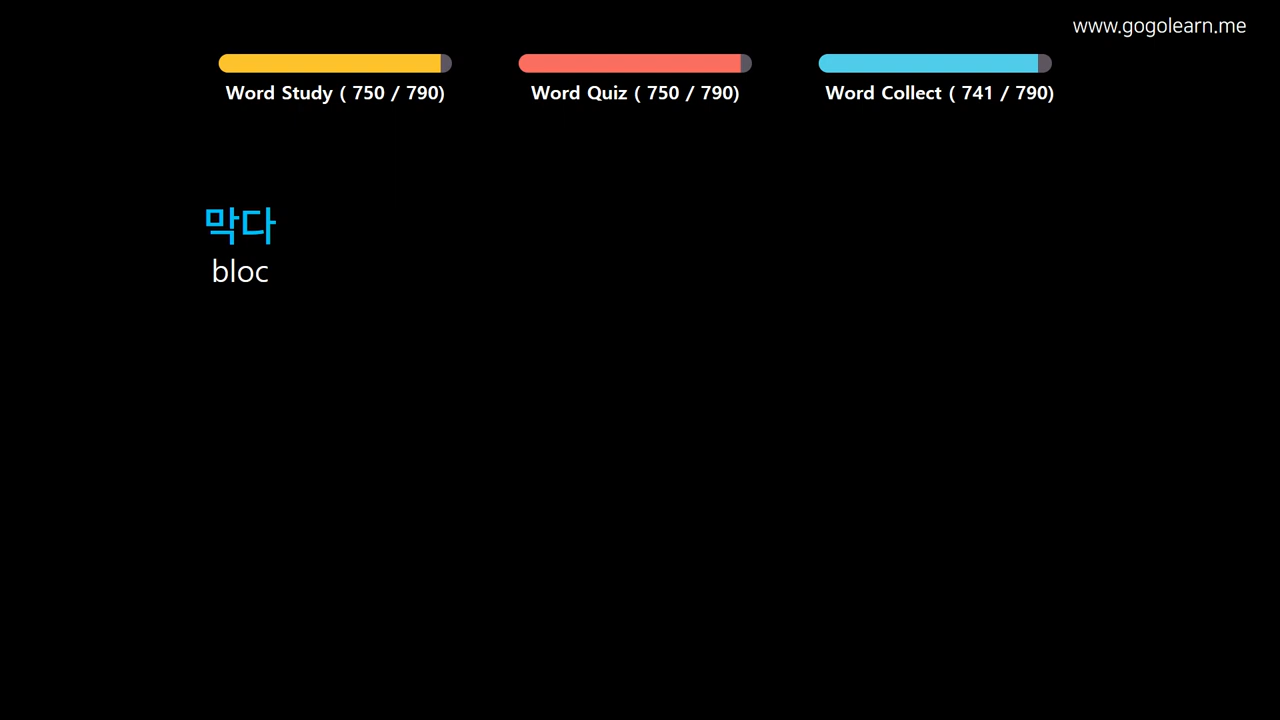 www.gogolearn.me
Word Study ( 750 / 790)
Word Quiz ( 750 / 790)
Word Collect ( 741 / 790)
막다
bloc